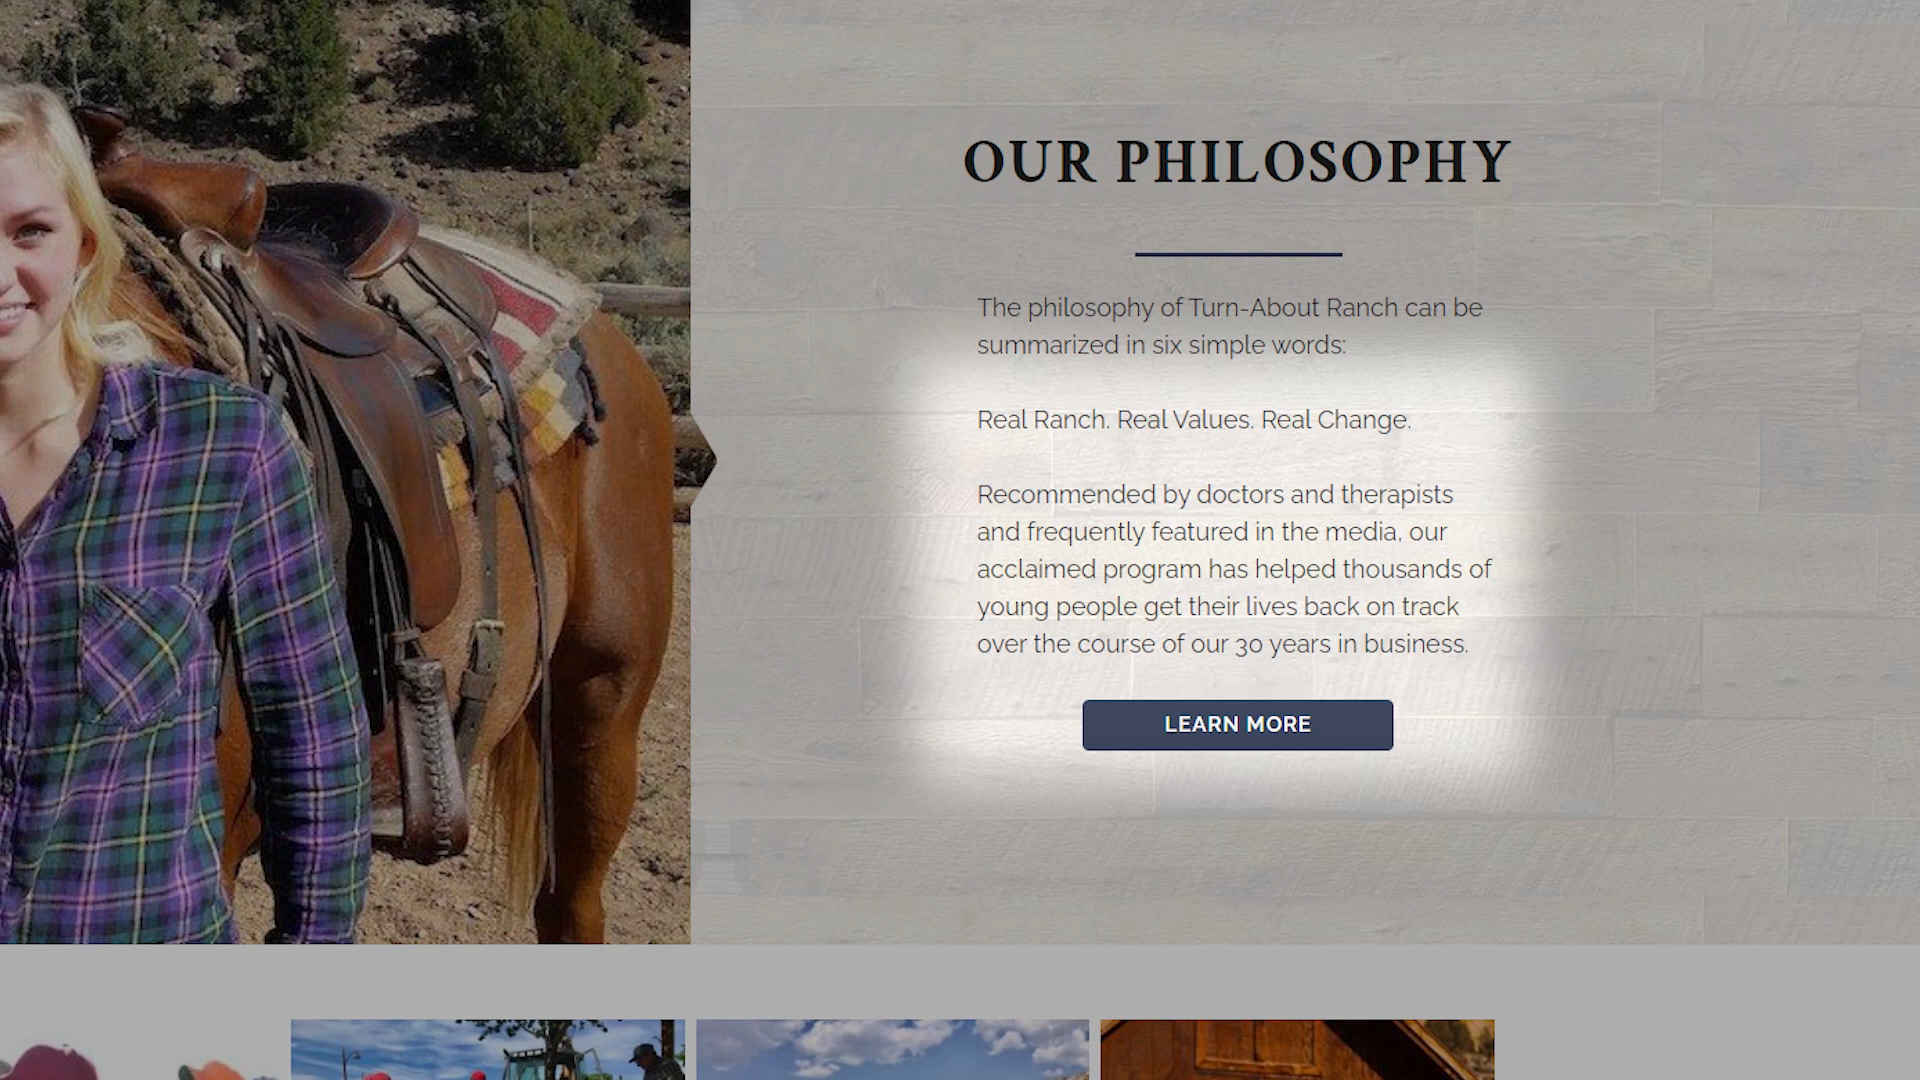 OUR PHILOSOPHY
The philosophy of Turn-About Ranch can be
summarized in six simple words:
Real Ranch. Real Values. Real Change.
Recommended by doctors and therapists
and frequently featured in the media, our
acclaimed program has helped thousands of
young people get their lives back on track
over the course of our 30 years in business.
LEARN MORE